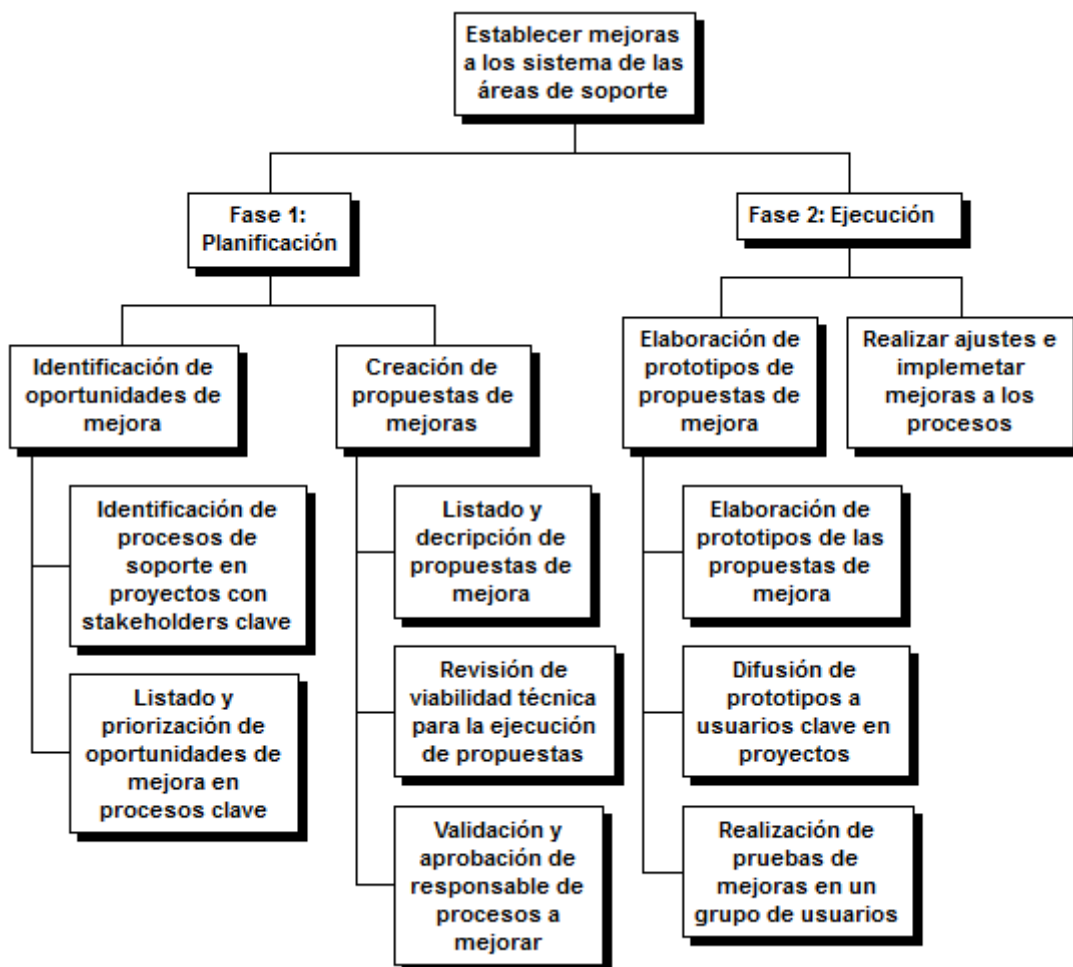 Establecer mejoras
a los sistema de las
áreas de soporte
Fase 1:
Planificación
Fase 2: Ejecución
Identificación de
oportunidades de
mejora
Creación de
propuestas de
mejoras
Elaboración de
prototipos de
propuestas de
mejora
Realizar ajustes e
implemetar
mejoras a los
procesos
Identificación de
procesos de
soporte en
proyectos con
stakeholders clave
Listado y
priorización de
oportunidades de
mejora en
procesos clave
Listado y
decripción de
propuestas de
mejora
Revisión de
viabilidad técnica
para la ejecución
de propuestas
Validación y
aprobación de
responsable de
procesos a
mejorar
Elaboración de
prototipos de las
propuestas de
mejora
Difusión de
prototipos a
usuarios clave en
proyectos
Realización de
pruebas de
mejoras en un
grupo de usuarios